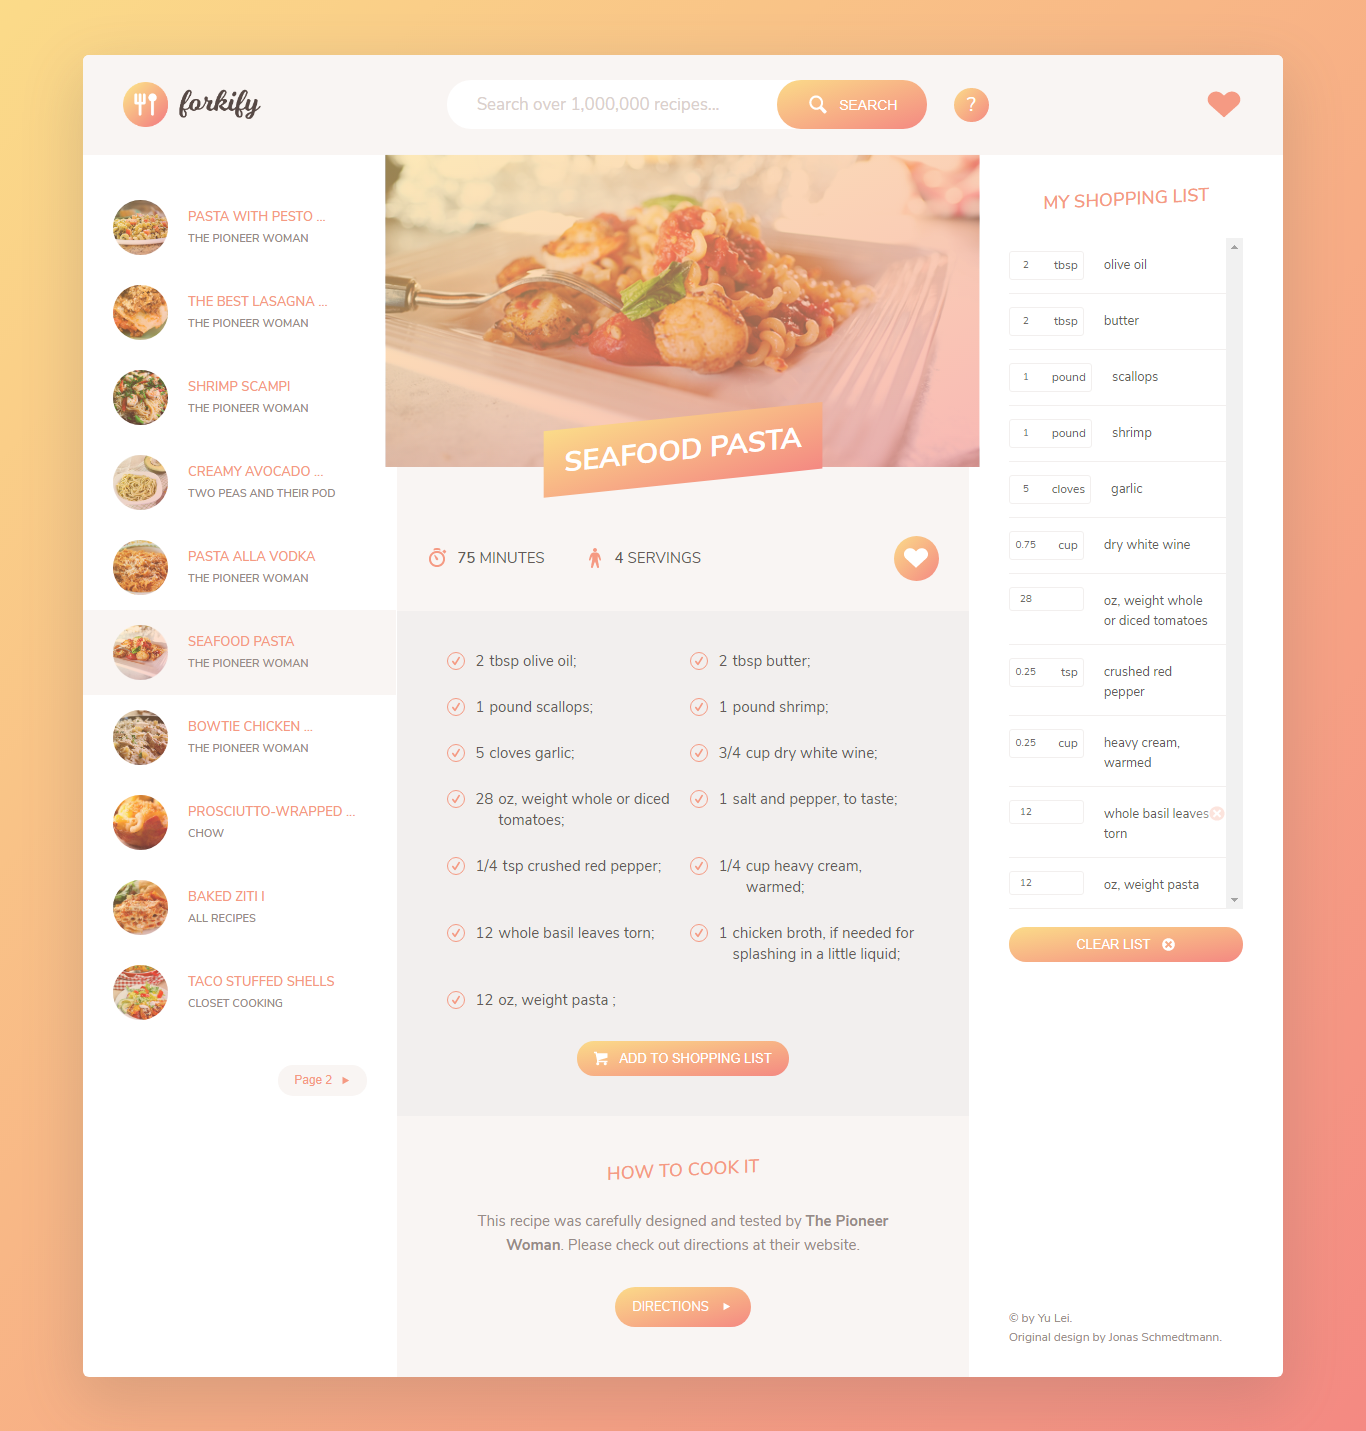 forkify
Search over 1,000,000 recipes...
SEARCH
?
PASTA WITH PESTO ...
THE PIONEER WOMAN
THE BEST LASAGNA ...
THE PIONEER WOMAN
SHRIMP SCAMPI
THE PIONEER WOMAN
CREAMY AVOCADO ...
TWO PEAS AND THEIR POD
PASTA ALLA VODKA
THE PIONEER WOMAN
SEAFOOD PASTA
THE PIONEER WOMAN
BOWTIE CHICKEN ...
THE PIONEER WOMAN
PROSCIUTTO-WRAPPED ...
CHOW
BAKED ZITI I
ALL RECIPES
TACO STUFFED SHELLS
CLOSET COOKING
Page 2
SEAFOOD PASTA
75 MINUTES
4 SERVINGS
2 tbsp olive oil;
2 tbsp butter;
1 pound scallops;
1 pound shrimp;
5 cloves garlic;
3/4 cup dry white wine;
28 oz, weight whole or diced
tomatoes;
1 salt and pepper, to taste;
1/4 tsp crushed red pepper;
1/4 cup heavy cream,
warmed;
12 whole basil leaves torn;
1 chicken broth, if needed for
splashing in a little liquid;
12 oz, weight pasta ;
ADD TO SHOPPING LIST
HOW TO COOK IT
This recipe was carefully designed and tested by The Pioneer
Woman. Please check out directions at their website.
DIRECTIONS
MY SHOPPING LIST
2 tbsp olive oil
2 tbsp butter
1 pound scallops
1 pound shrimp
5 cloves garlic
0.75 cup dry white wine
28 oz, weight whole
or diced tomatoes
0.25 tsp crushed red
pepper
0.25 cup heavy cream,
warmed
12 whole basil leaves
torn
12 oz, weight pasta
CLEAR LIST
© by Yu Lei.
Original design by Jonas Schmedtmann.